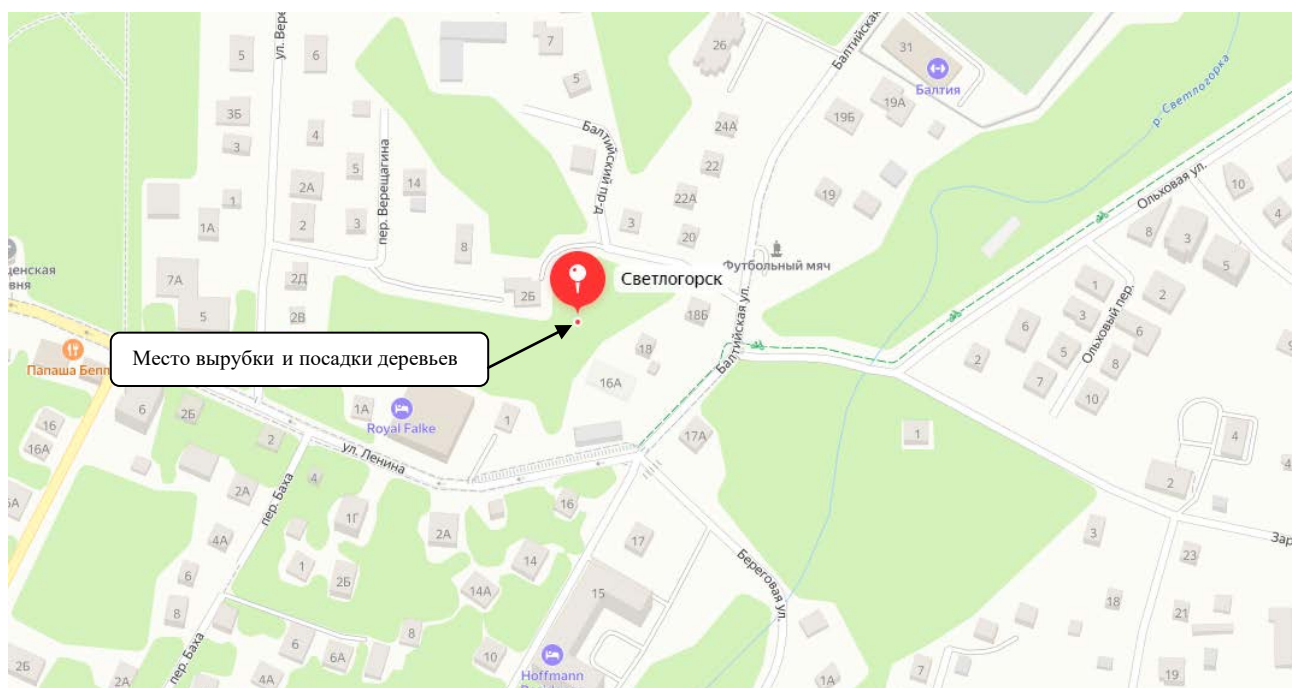 5
ул. Вере
6
7
5
26
Балтийская
31
Балтия
р. Светлогорка
3Б
3
4
Балтийский пр-д
24А
19Б
19А
пер. Верещагина
5
14
22
2А
22А
19
Ольховая ул.
10
4
1
1А
2
3
8
3
20
8
3
5
Футбольный мяч
Светлогорск
ценская
вня
7А
2Д
2Б
1
2
5
2В
18Б
Балтийская ул.
3
6
6
Место вырубки и посадки деревьев
18
2
5
8
Ольховый пер.
Папаша Бепп
16А
7
10
6
2Б
1А
Royal Falke
1
16
2
ул. Ленина
17А
1
4
16А
пер. Баха
4
2
2А
16
4А
1Г
2А
17
3
Зар
1
2Б
14
Береговая ул.
23
6
14А
15
18
8
21
8
6
10
2Б
6А
7
2А
пер. Баха
4А
Hoffmann
1А
19